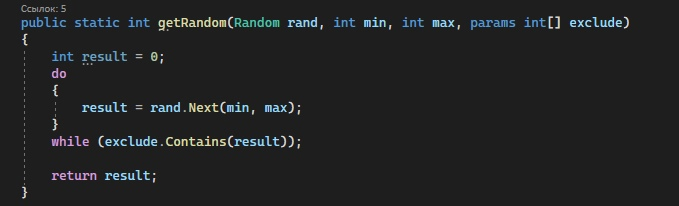 Ссылок: 5
public static int getRandom(Random rand, int min, int max, params int[] exclude)
{
    int result = 0;
    do
    {
        result = rand.Next(min, max);
    }
    while (exclude.Contains(result));

    return result;
}